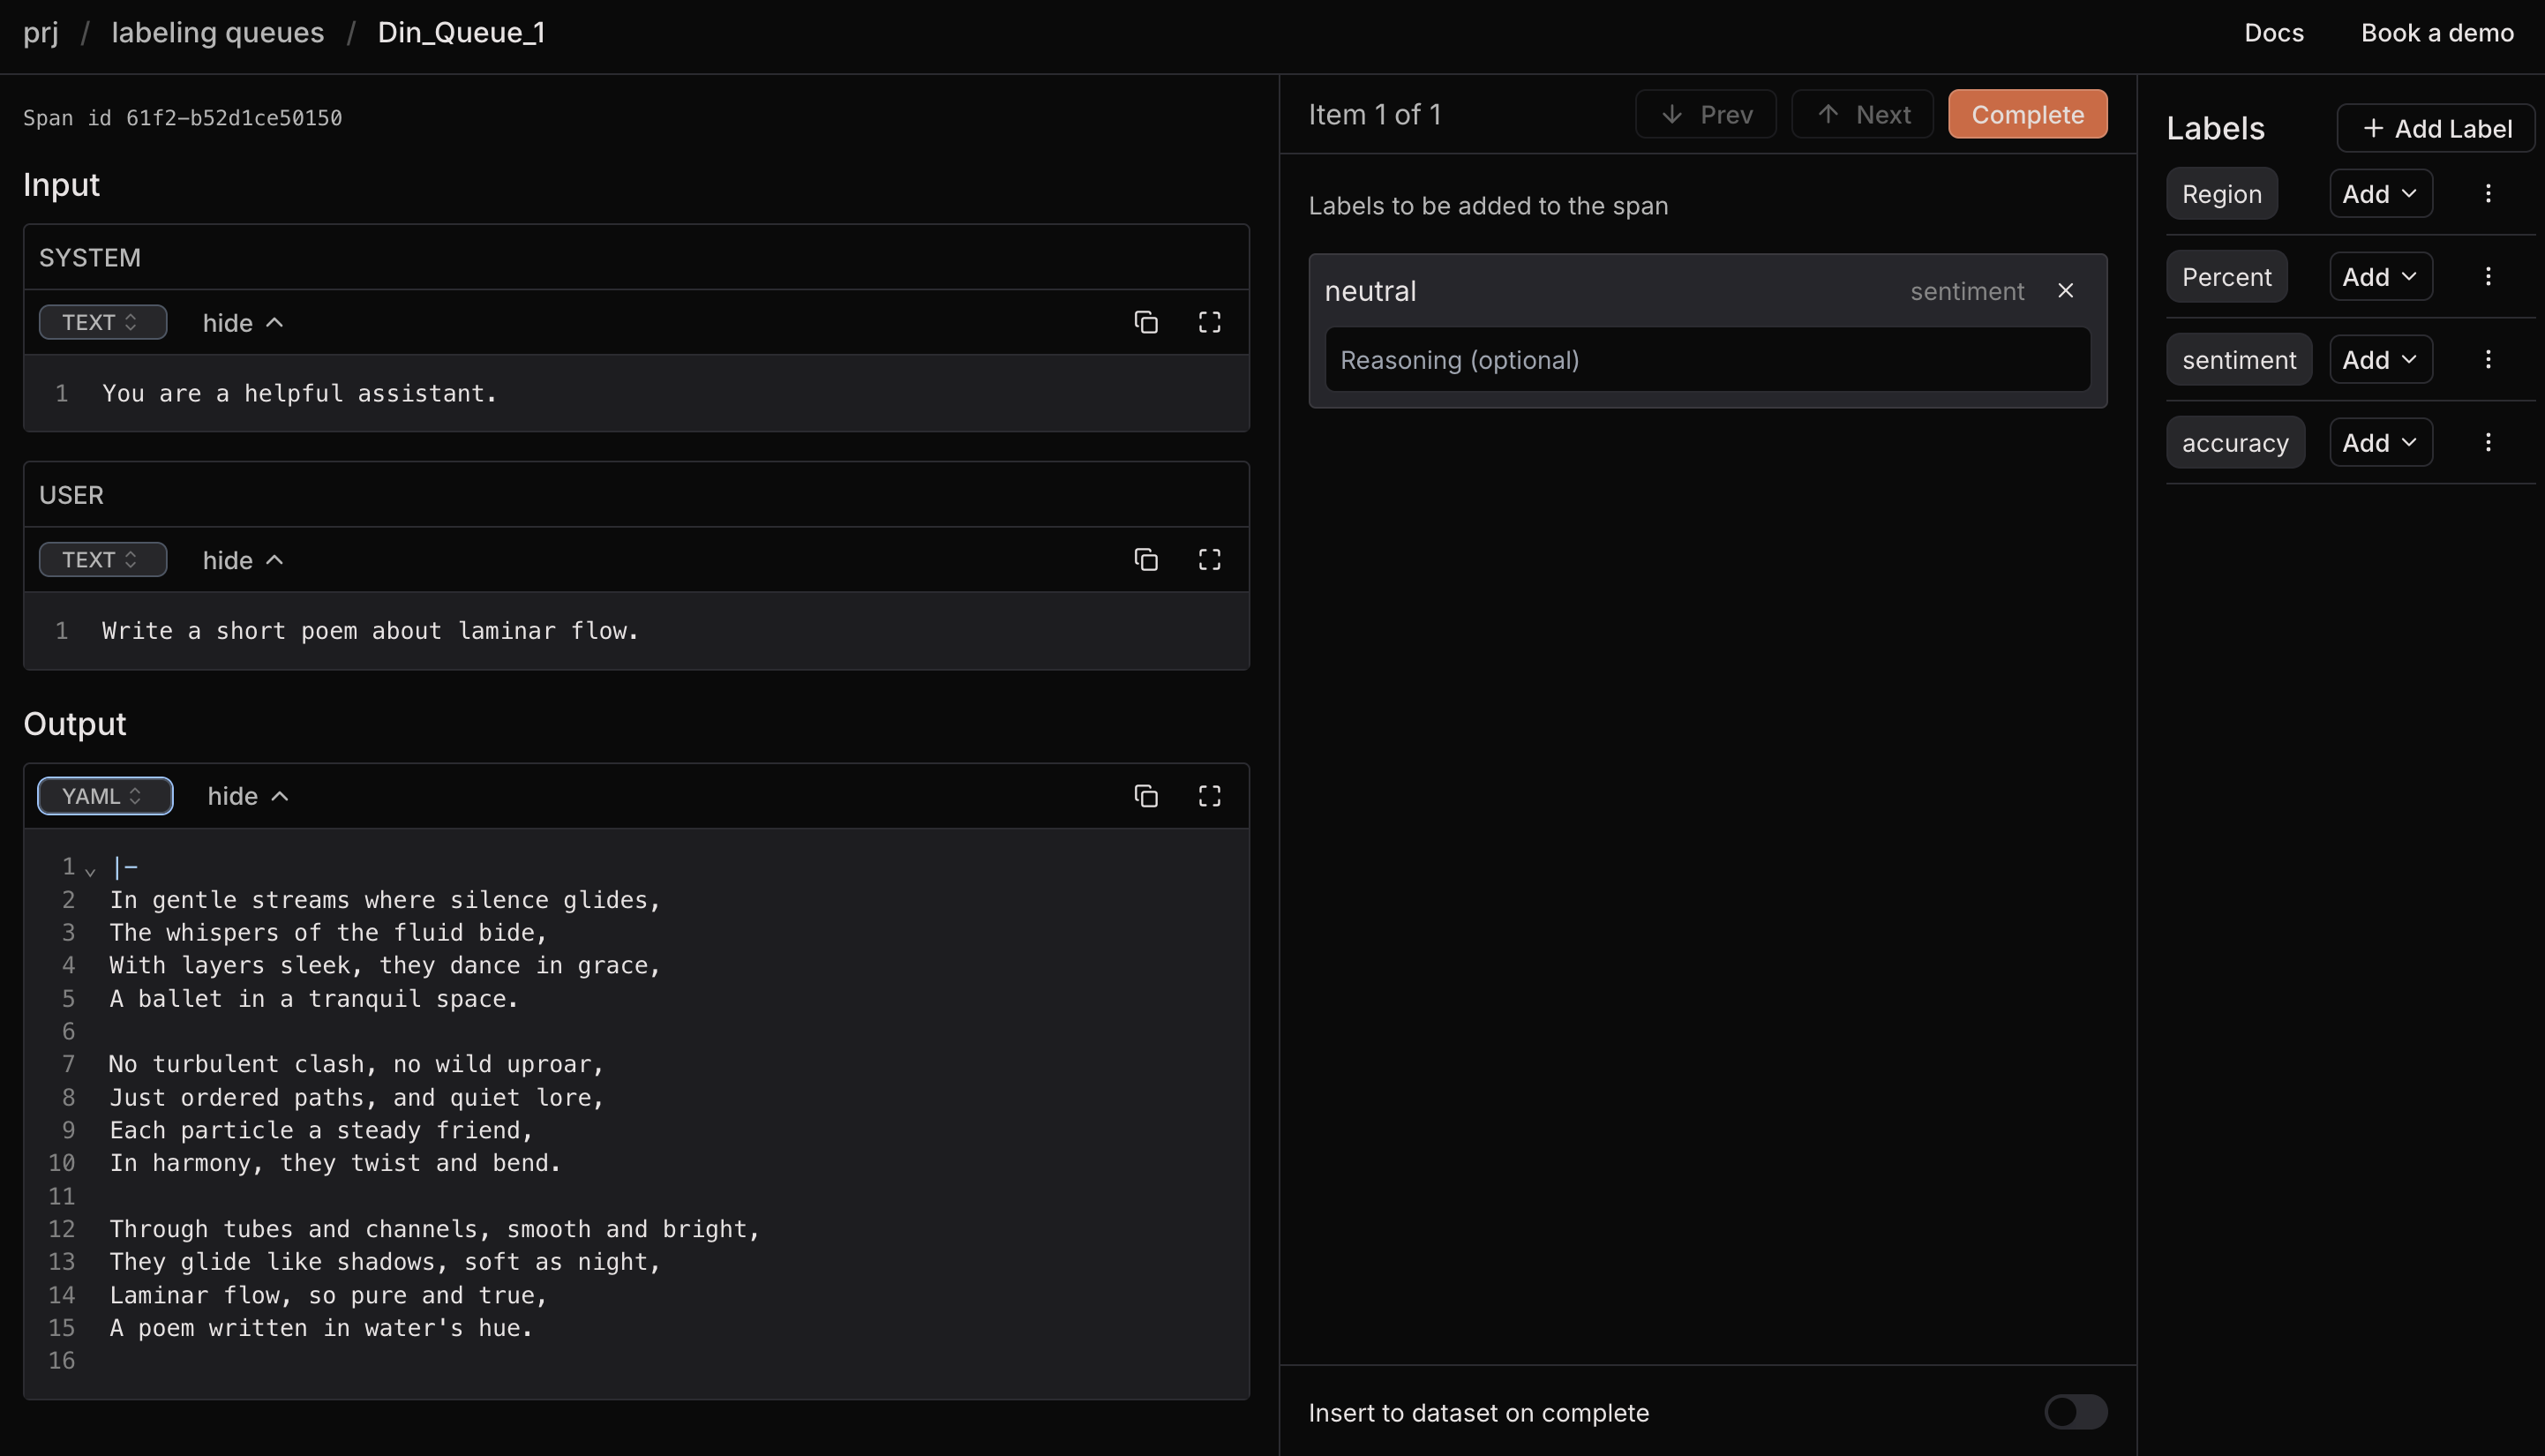 prj / labeling queues / Din_Queue_1
Docs Book a demo
Span id 61f2-b52d1ce50150
Input
SYSTEM
TEXT hide
1 You are a helpful assistant.
USER
TEXT hide
1 Write a short poem about laminar flow.
Output
YAML hide
1 |-
2 In gentle streams where silence glides,
3 The whispers of the fluid bide,
4 With layers sleek, they dance in grace,
5 A ballet in a tranquil space.
6
7 No turbulent clash, no wild uproar,
8 Just ordered paths, and quiet lore,
9 Each particle a steady friend,
10 In harmony, they twist and bend.
11
12 Through tubes and channels, smooth and bright,
13 They glide like shadows, soft as night,
14 Laminar flow, so pure and true,
15 A poem written in water's hue.
16
Item 1 of 1 Prev Next Complete
Labels to be added to the span
neutral sentiment
Reasoning (optional)
Insert to dataset on complete
Labels + Add Label
Region Add
Percent Add
sentiment Add
accuracy Add